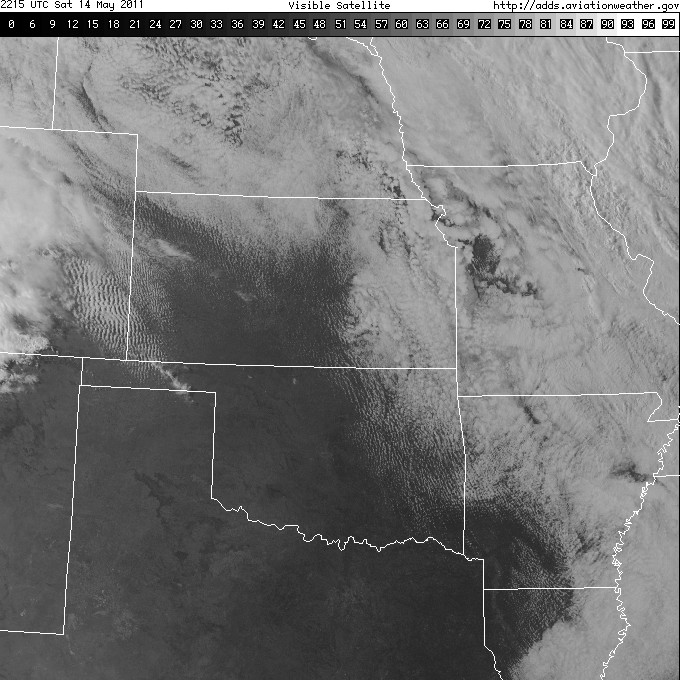 2215 UTC Sat 14 May 2011 Visible Satellite http://adds.aviationweather.gov
0 3 6 9 12 15 18 21 24 27 30 33 36 39 42 45 48 51 54 57 60 63 66 69 72 75 78 81 84 87 90 93 96 99